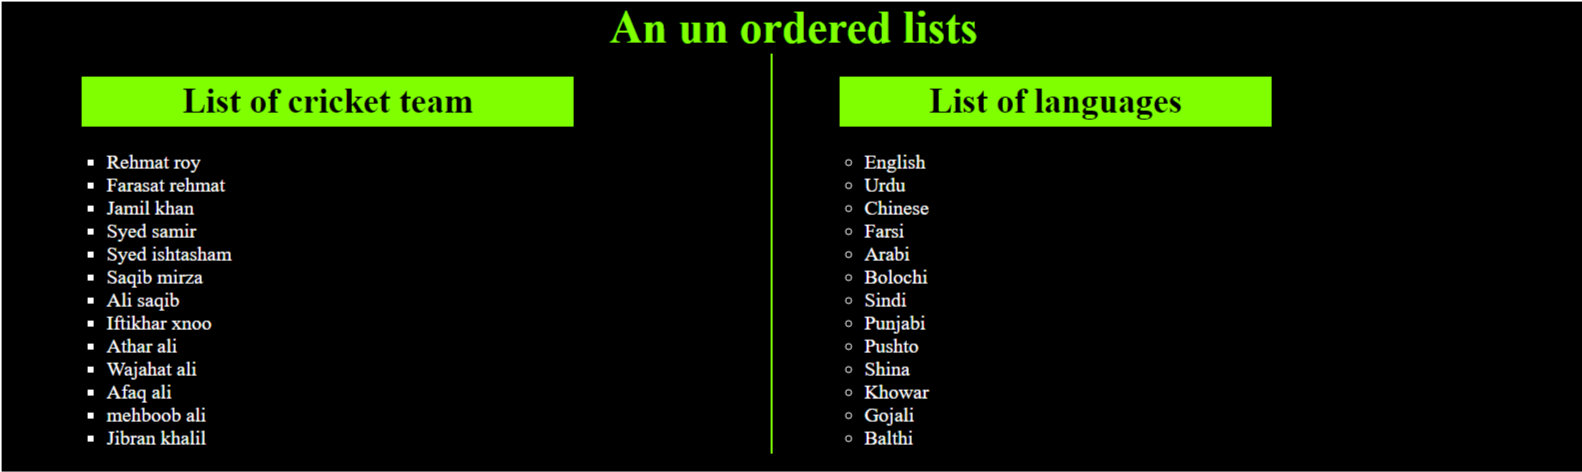 An un ordered lists
List of cricket team
Rehmat roy
Farasat rehmat
Jamil khan
Syed samir
Syed ishtasham
Saqib mirza
Ali saqib
Iftikhar xnoo
Athar ali
Wajahat ali
Afaq ali
mehboob ali
Jibran khalil
List of languages
English
Urdu
Chinese
Farsi
Arabi
Bolochi
Sindi
Punjabi
Pushto
Shina
Khowar
Gojali
Balthi